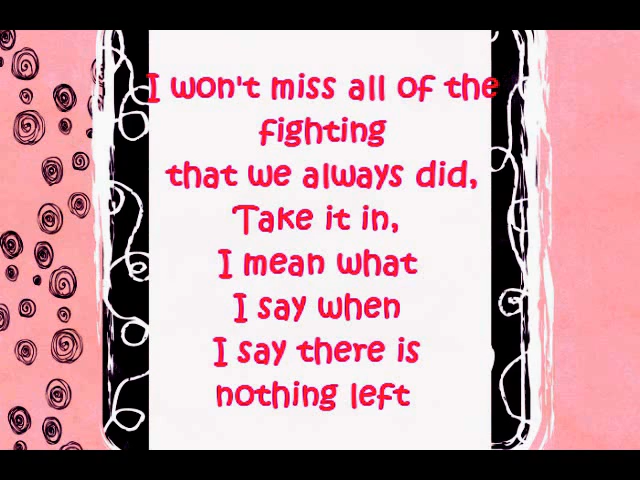 I won't miss all of the
fighting
that we always did,
Take it in,
I mean what
I say when
I say there is
nothing left